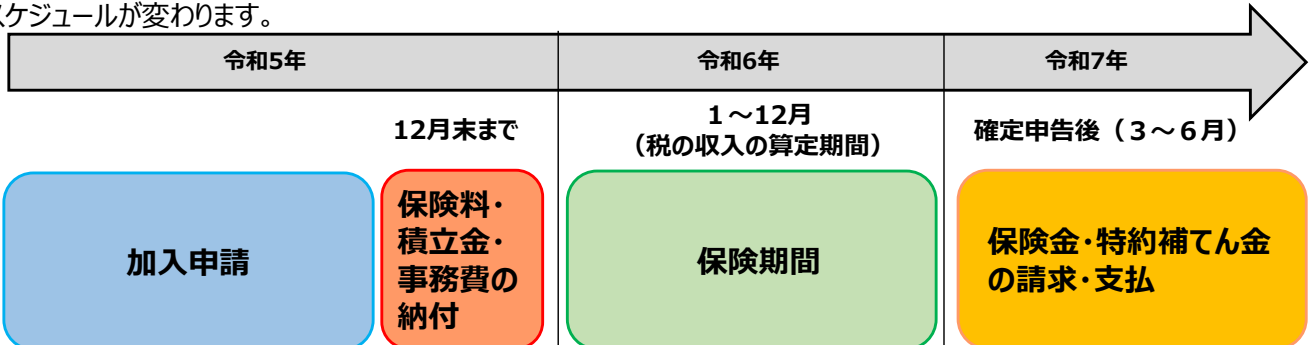 スケジュールが変わります。
令和5年
令和6年
令和7年
12月末まで
１～12月
（税の収入の算定期間）
確定申告後（３～６月）
加入申請
保険料・
積立金・
事務費の
納付
保険期間
保険金・特約補てん金
の請求・支払